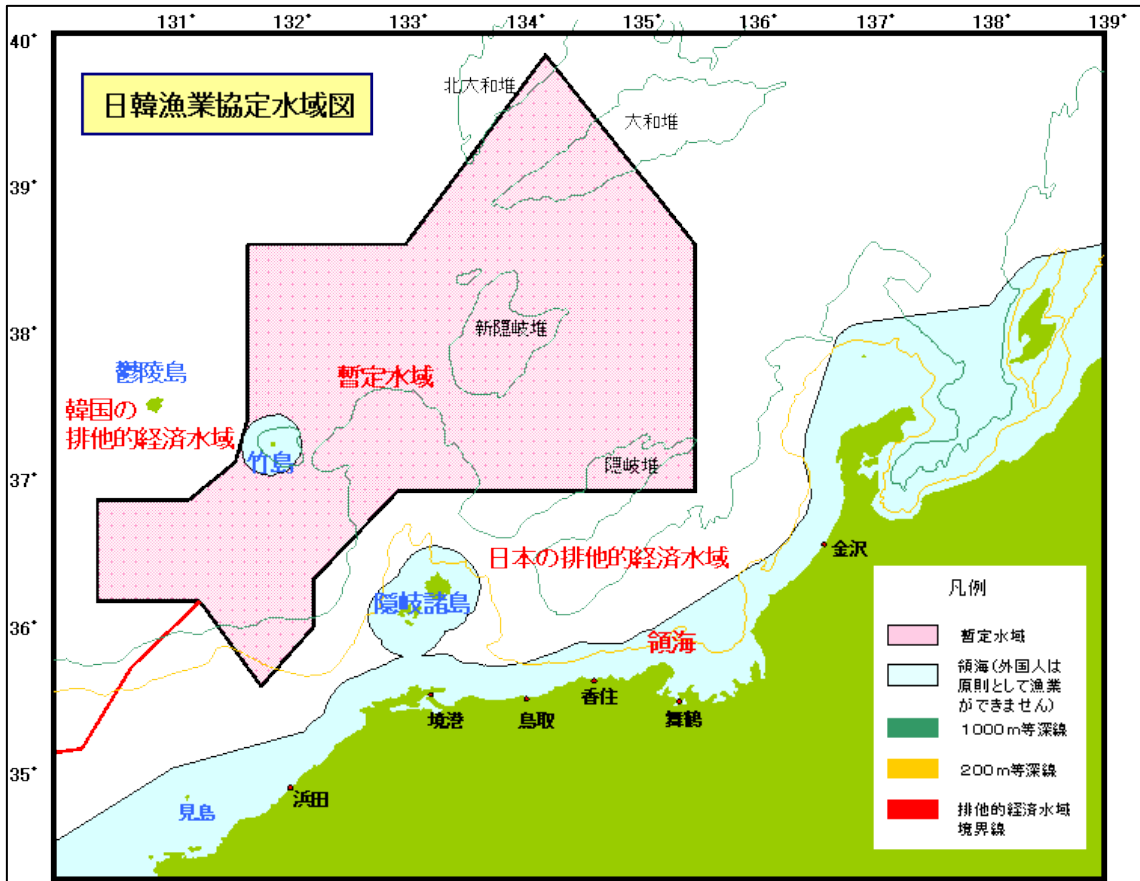 131° 132° 133° 134° 135° 136° 137° 138° 139°
40°
日韓漁業協定水域図
北大和堆
大和堆
39°
38°
新隠岐堆
鬱陵島
暫定水域
韓国の
排他的経済水域
竹島
隠岐堆
37°
日本の排他的経済水域
金沢
隠岐諸島
36°
領海
香住
境港
鳥取
舞鶴
35°
浜田
見島
凡例
暫定水域
領海(外国人は
原則として漁業
ができません)
1000m等深線
200m等深線
排他的経済水域
境界線